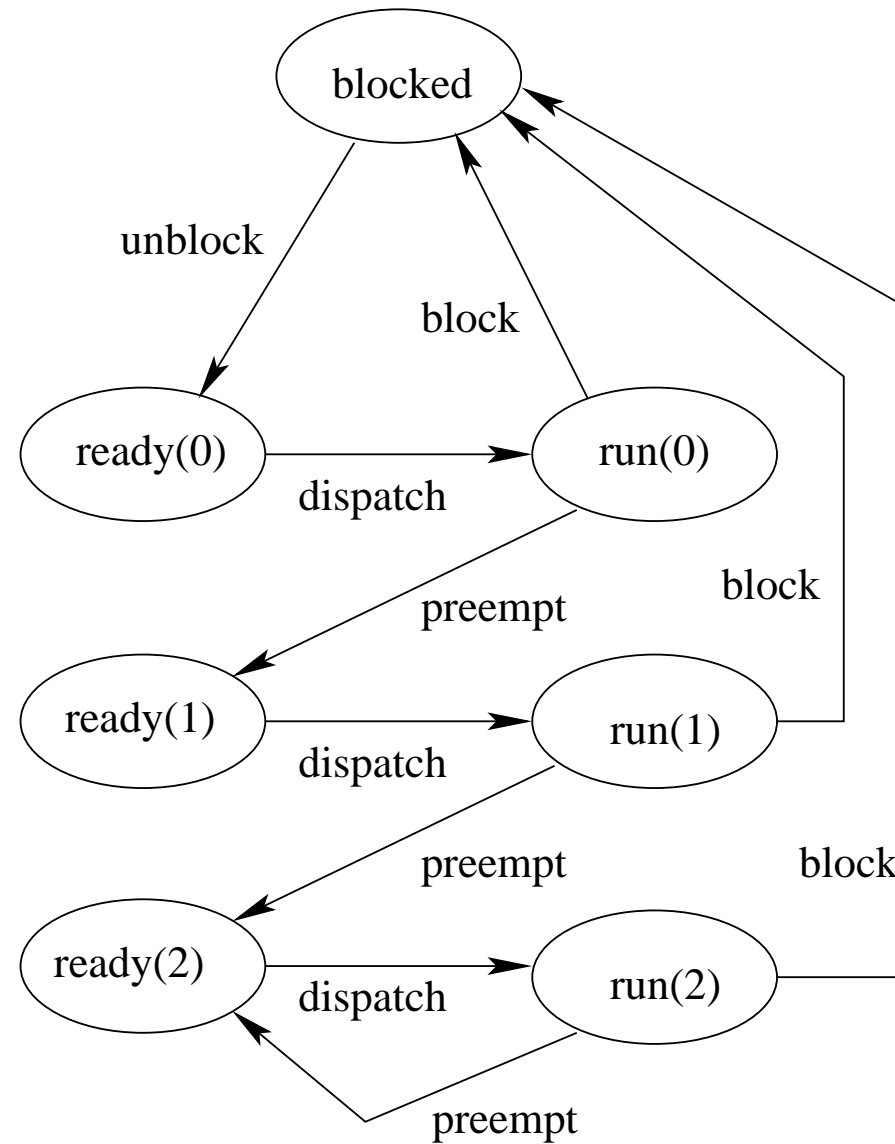 blocked
unblock
block
ready(0)
run(0)
dispatch
block
preempt
ready(1)
run(1)
dispatch
preempt
block
ready(2)
run(2)
dispatch
preempt